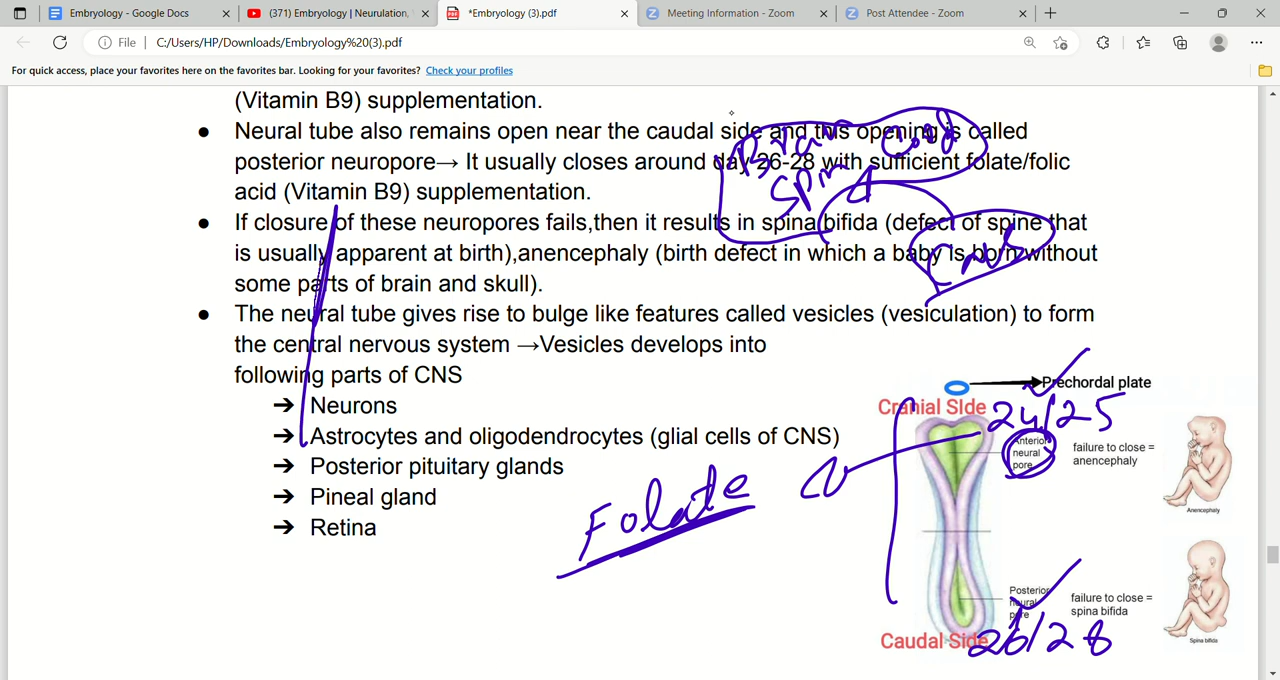 Embryology - Google Docs
(371) Embryology | Neurulation,
*Embryology (3).pdf
Meeting Information - Zoom
Post Attendee - Zoom
File
C:/Users/HP/Downloads/Embryology%20(3).pdf
For quick access, place your favorites here on the favorites bar. Looking for your favorites? Check your profiles
(Vitamin B9) supplementation.
● Neural tube also remains open near the caudal side and this opening is called
posterior neuropore→ It usually closes around day 26-28 with sufficient folate/folic
acid (Vitamin B9) supplementation.
● If closure of these neuropores fails,then it results in spina bifida (defect of spine that
is usually apparent at birth),anencephaly (birth defect in which a baby is born without
some parts of brain and skull).
● The neural tube gives rise to bulge like features called vesicles (vesiculation) to form
the central nervous system →Vesicles develops into
following parts of CNS
➔ Neurons
➔ Astrocytes and oligodendrocytes (glial cells of CNS)
➔ Posterior pituitary glands
➔ Pineal gland
➔ Retina
Brain
Spinal
Cord
CNS
Folate
Prechordal plate
Cranial SIde
24/25
Anterior
neural
pore
failure to close =
anencephaly
Anencephaly
Posterior
neural
pore
failure to close =
spina bifida
Spina bifida
Caudal Side
26/28